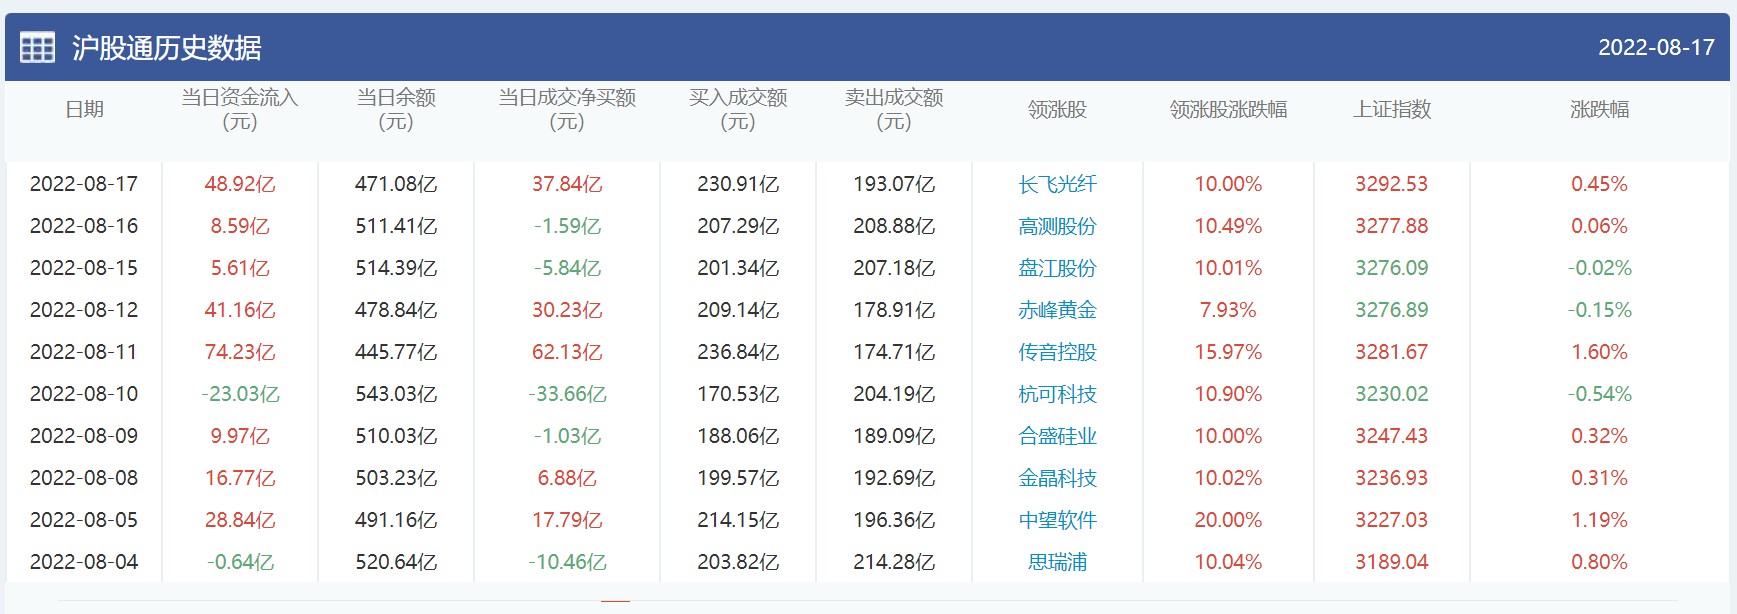 沪股通历史数据 2022-08-17
日期 当日资金流入(元) 当日余额(元) 当日成交净买额(元) 买入成交额(元) 卖出成交额(元) 领涨股 领涨股涨跌幅 上证指数 涨跌幅
2022-08-17 48.92亿 471.08亿 37.84亿 230.91亿 193.07亿 长飞光纤 10.00% 3292.53 0.45%
2022-08-16 8.59亿 511.41亿 -1.59亿 207.29亿 208.88亿 高测股份 10.49% 3277.88 0.06%
2022-08-15 5.61亿 514.39亿 -5.84亿 201.34亿 207.18亿 盘江股份 10.01% 3276.09 -0.02%
2022-08-12 41.16亿 478.84亿 30.23亿 209.14亿 178.91亿 赤峰黄金 7.93% 3276.89 -0.15%
2022-08-11 74.23亿 445.77亿 62.13亿 236.84亿 174.71亿 传音控股 15.97% 3281.67 1.60%
2022-08-10 -23.03亿 543.03亿 -33.66亿 170.53亿 204.19亿 杭可科技 10.90% 3230.02 -0.54%
2022-08-09 9.97亿 510.03亿 -1.03亿 188.06亿 189.09亿 合盛硅业 10.00% 3247.43 0.32%
2022-08-08 16.77亿 503.23亿 6.88亿 199.57亿 192.69亿 金晶科技 10.02% 3236.93 0.31%
2022-08-05 28.84亿 491.16亿 17.79亿 214.15亿 196.36亿 中望软件 20.00% 3227.03 1.19%
2022-08-04 -0.64亿 520.64亿 -10.46亿 203.82亿 214.28亿 思瑞浦 10.04% 3189.04 0.80%